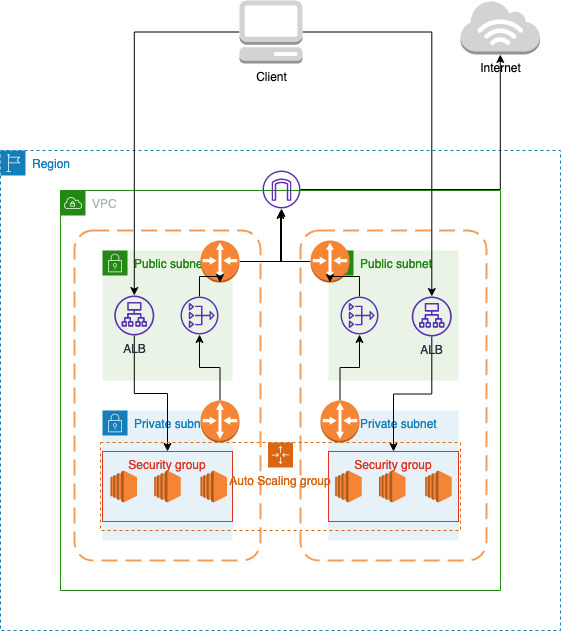 Client
Internet
Region
VPC
Public subnet
Public subnet
ALB
ALB
Private subn
Private subnet
Security group
Security group
Auto Scaling group